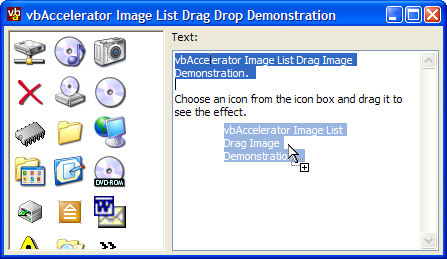 vbAccelerator Image List Drag Drop Demonstration
Text:
vbAccelerator Image List Drag Image
Demonstration.
Choose an icon from the icon box and drag it to
see the effect.
vbAccelerator Image List
Drag Image
Demonstration.
DVD-ROM